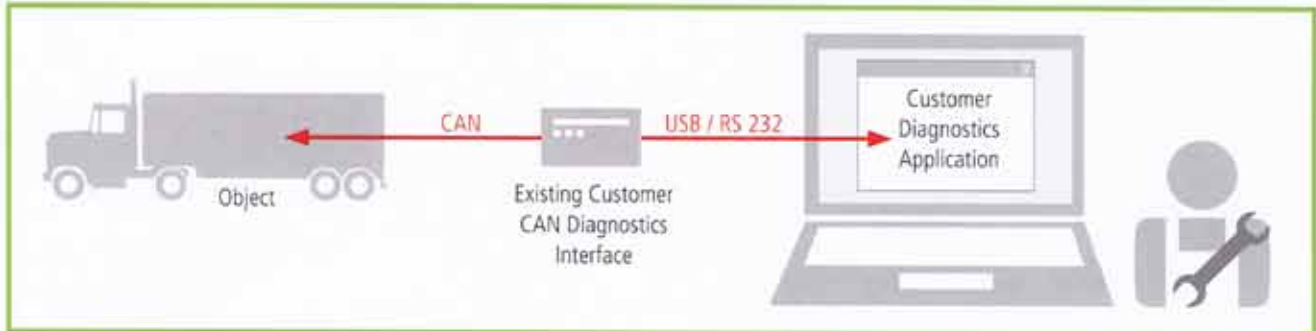 CAN
USB / RS 232
Customer
Diagnostics
Application
Object
Existing Customer
CAN Diagnostics
Interface